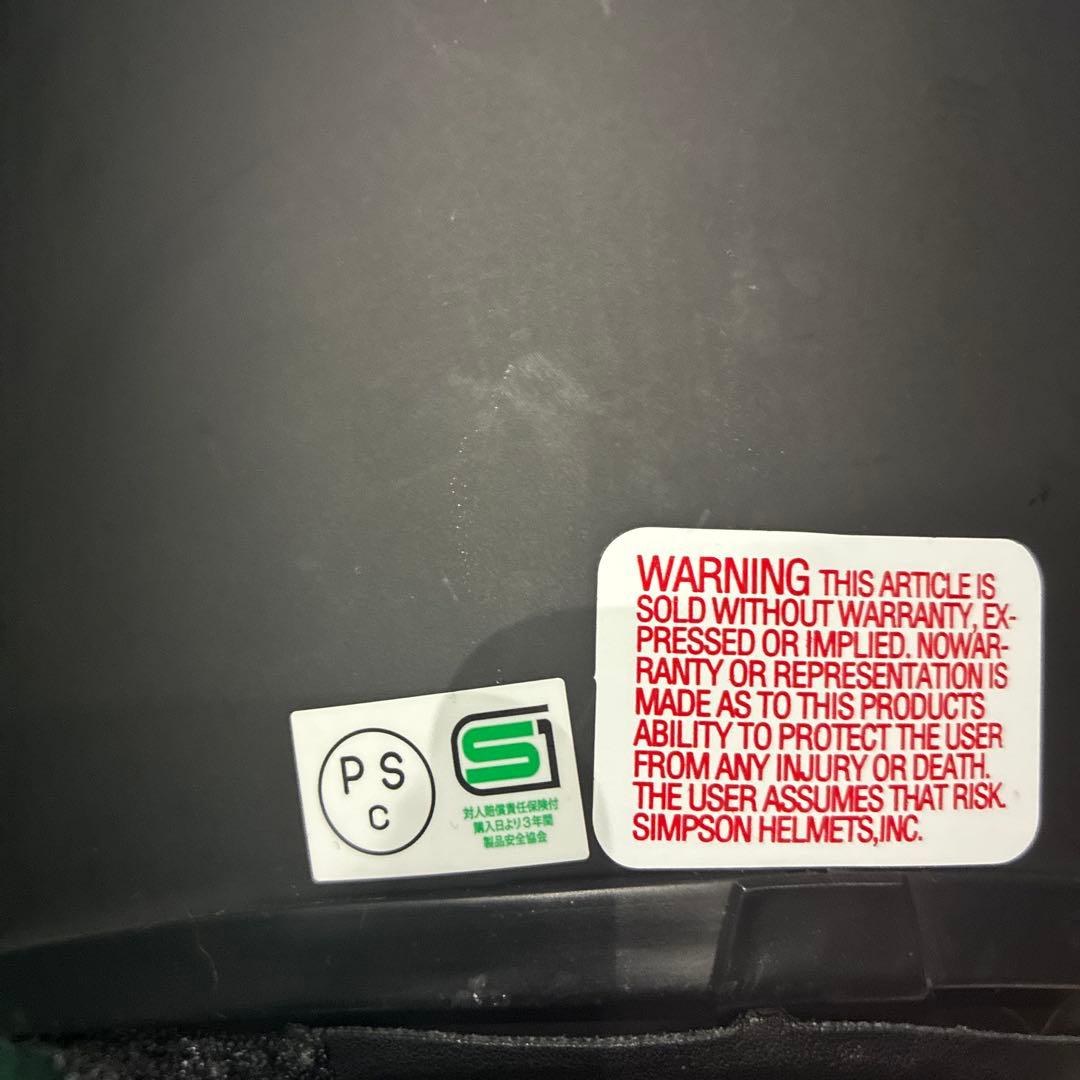 P S
C
S1
対人賠償責任保険付
購入日より3年間
製品安全協会
WARNING THIS ARTICLE IS
SOLD WITHOUT WARRANTY, EX-
PRESSED OR IMPLIED. NOWAR-
RANTY OR REPRESENTATION IS
MADE AS TO THIS PRODUCTS
ABILITY TO PROTECT THE USER
FROM ANY INJURY OR DEATH.
THE USER ASSUMES THAT RISK.
SIMPSON HELMETS,INC.